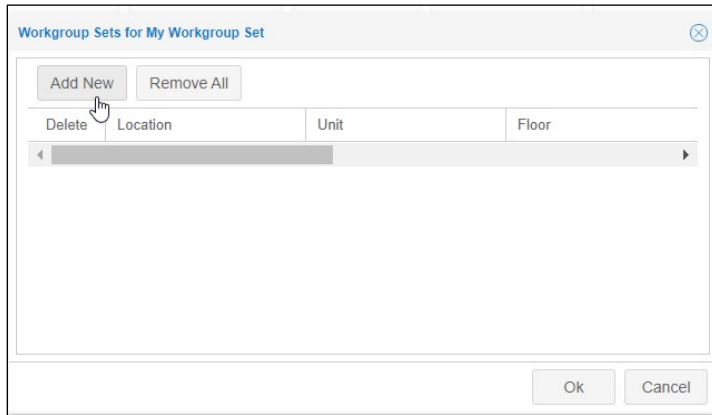 Workgroup Sets for My Workgroup Set
Add New Remove All
Delete Location Unit Floor
Ok Cancel